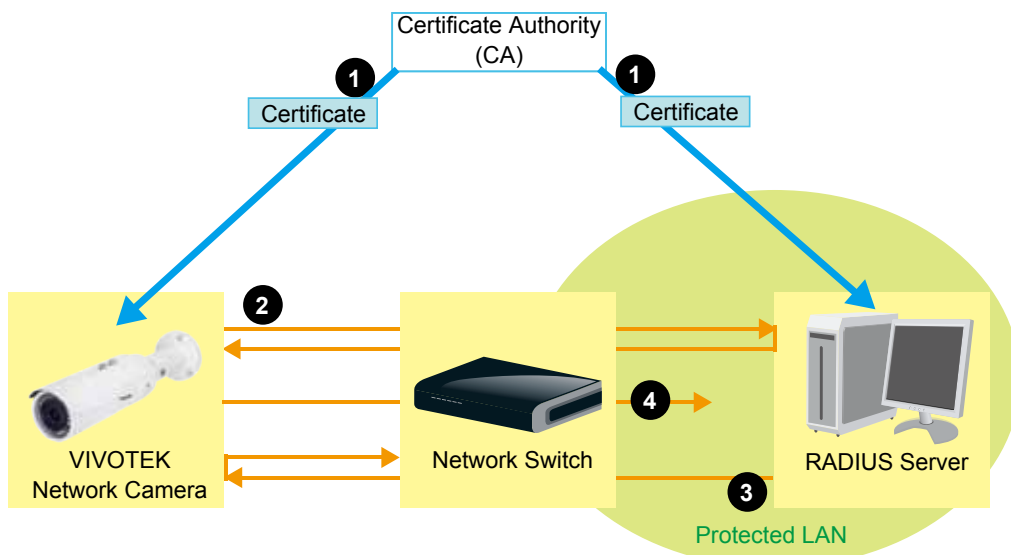 Certificate Authority
(CA)
1
1
Certificate
Certificate
2
4
VIVOTEK
Network Camera
Network Switch
RADIUS Server
3
Protected LAN